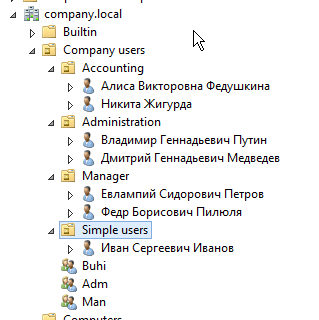 company.local
Builtin
Company users
Accounting
Алиса Викторовна Федушкина
Никита Жигурда
Administration
Владимир Геннадьевич Путин
Дмитрий Геннадьевич Медведев
Manager
Евлампий Сидорович Петров
Федр Борисович Пилюля
Simple users
Иван Сергеевич Иванов
Buhi
Adm
Man
Computers